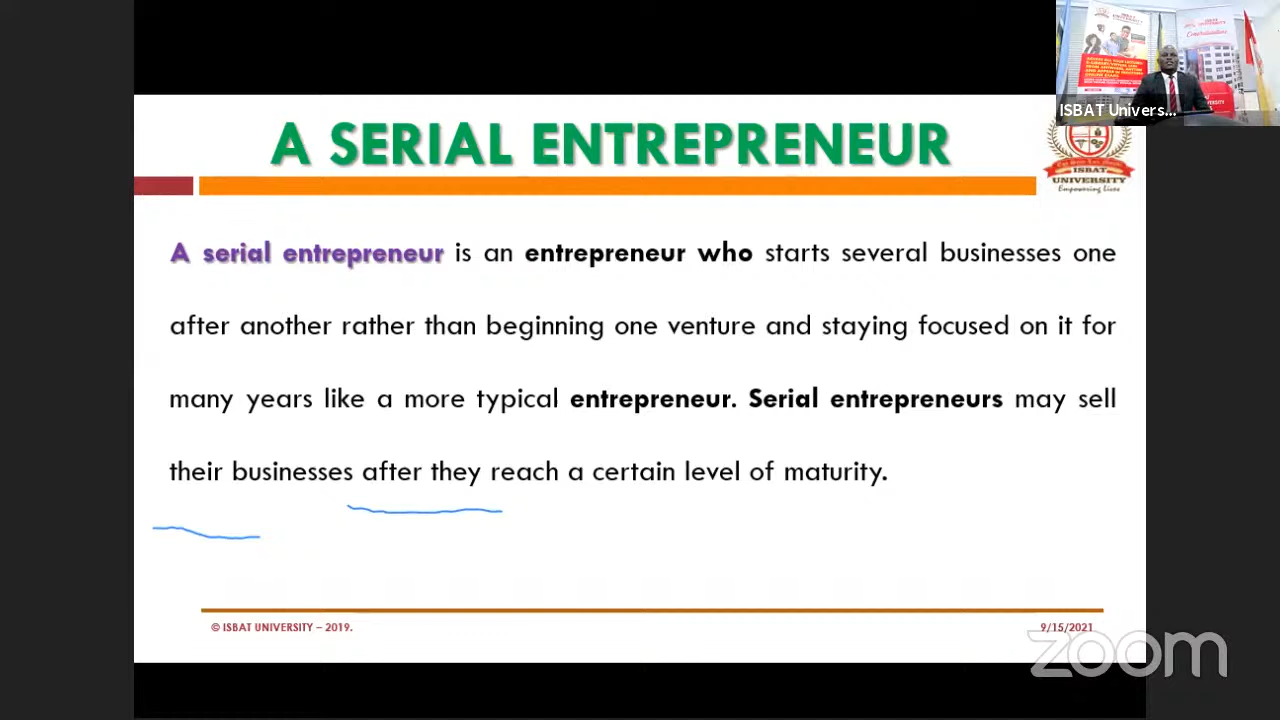 A SERIAL ENTREPRENEUR
ISBAT Univers...
ISBAT
UNIVERSITY
Empowering Lives
A serial entrepreneur is an entrepreneur who starts several businesses one
after another rather than beginning one venture and staying focused on it for
many years like a more typical entrepreneur. Serial entrepreneurs may sell
their businesses after they reach a certain level of maturity.
© ISBAT UNIVERSITY – 2019.
9/15/2021
zoom